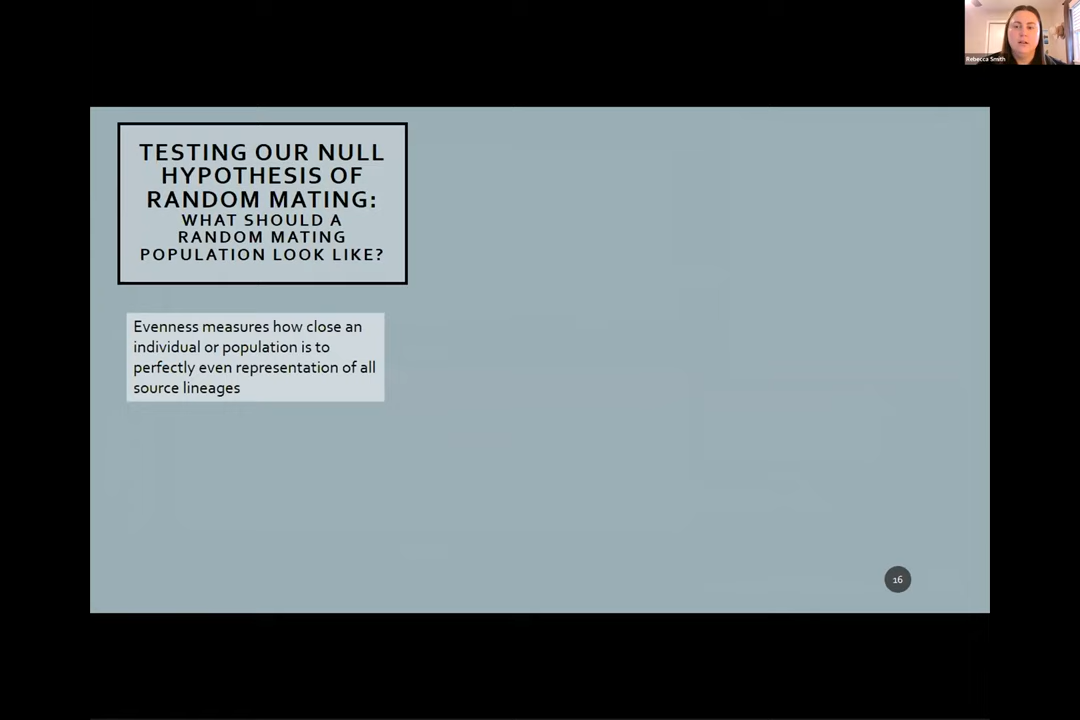 Rebecca Smith
TESTING OUR NULL
HYPOTHESIS OF
RANDOM MATING:
WHAT SHOULD A
RANDOM MATING
POPULATION LOOK LIKE?
Evenness measures how close an
individual or population is to
perfectly even representation of all
source lineages
16